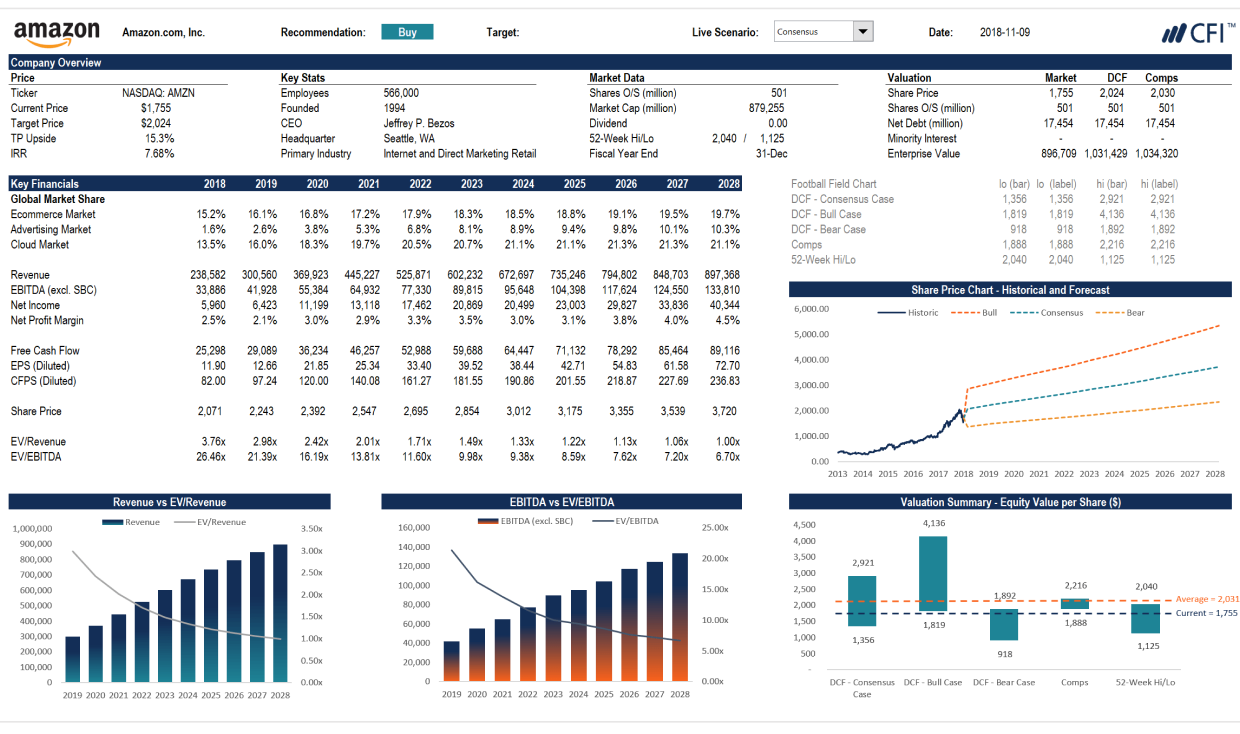 amazon Amazon.com, Inc. Recommendation: Buy Target: Live Scenario: Consensus Date: 2018-11-09 CFI™
Company Overview
Price Key Stats Market Data Valuation Market DCF Comps
Ticker NASDAQ: AMZN Employees 566,000 Shares O/S (million) 501 Share Price 1,755 2,024 2,030
Current Price $1,755 Founded 1994 Market Cap (million) 879,255 Shares O/S (million) 501 501 501
Target Price $2,024 CEO Jeffrey P. Bezos Dividend 0.00 Net Debt (million) 17,454 17,454 17,454
TP Upside 15.3% Headquarter Seattle, WA 52-Week Hi/Lo 2,040 / 1,125 Minority Interest - - -
IRR 7.68% Primary Industry Internet and Direct Marketing Retail Fiscal Year End 31-Dec Enterprise Value 896,709 1,031,429 1,034,320
Key Financials 2018 2019 2020 2021 2022 2023 2024 2025 2026 2027 2028
Global Market Share
Ecommerce Market 15.2% 16.1% 16.8% 17.2% 17.9% 18.3% 18.5% 18.8% 19.1% 19.5% 19.7%
Advertising Market 1.6% 2.6% 3.8% 5.3% 6.8% 8.1% 8.9% 9.4% 9.8% 10.1% 10.3%
Cloud Market 13.5% 16.0% 18.3% 19.7% 20.5% 20.7% 21.1% 21.1% 21.3% 21.3% 21.1%
Revenue 238,582 300,560 369,923 445,227 525,871 602,232 672,697 735,246 794,802 848,703 897,368
EBITDA (excl. SBC) 33,886 41,928 55,384 64,932 77,330 89,815 95,648 104,398 117,624 124,550 133,810
Net Income 5,960 6,423 11,199 13,118 17,462 20,869 20,499 23,003 29,827 33,836 40,344
Net Profit Margin 2.5% 2.1% 3.0% 2.9% 3.3% 3.5% 3.0% 3.1% 3.8% 4.0% 4.5%
Free Cash Flow 25,298 29,089 36,234 46,257 52,988 59,688 64,447 71,132 78,292 85,464 89,116
EPS (Diluted) 11.90 12.66 21.85 25.34 33.40 39.52 38.44 42.71 54.83 61.58 72.70
CFPS (Diluted) 82.00 97.24 120.00 140.08 161.27 181.55 190.86 201.55 218.87 227.69 236.83
Share Price 2,071 2,243 2,392 2,547 2,695 2,854 3,012 3,175 3,355 3,539 3,720
EV/Revenue 3.76x 2.98x 2.42x 2.01x 1.71x 1.49x 1.33x 1.22x 1.13x 1.06x 1.00x
EV/EBITDA 26.46x 21.39x 16.19x 13.81x 11.60x 9.98x 9.38x 8.59x 7.62x 7.20x 6.70x
Football Field Chart lo (bar) lo (label) hi (bar) hi (label)
DCF - Consensus Case 1,356 1,356 2,921 2,921
DCF - Bull Case 1,819 1,819 4,136 4,136
DCF - Bear Case 918 918 1,892 1,892
Comps 1,888 1,888 2,216 2,216
52-Week Hi/Lo 2,040 2,040 1,125 1,125
Share Price Chart - Historical and Forecast
Historic Bull Consensus Bear
6,000.00
5,000.00
4,000.00
3,000.00
2,000.00
1,000.00
0.00
2013 2014 2015 2016 2017 2018 2019 2020 2021 2022 2023 2024 2025 2026 2027 2028
Revenue vs EV/Revenue
Revenue EV/Revenue
1,000,000 3.50x
900,000 3.00x
800,000 2.50x
700,000 2.00x
600,000 1.50x
500,000 1.00x
400,000 0.50x
300,000 0.00x
200,000
100,000
0
2019 2020 2021 2022 2023 2024 2025 2026 2027 2028
EBITDA vs EV/EBITDA
EBITDA (excl. SBC) EV/EBITDA
160,000 25.00x
140,000 20.00x
120,000 15.00x
100,000 10.00x
80,000 5.00x
60,000 0.00x
40,000
20,000
0
2019 2020 2021 2022 2023 2024 2025 2026 2027 2028
Valuation Summary - Equity Value per Share ($)
4,500
4,000
3,500
3,000
2,500
2,000
1,500
1,000
500
-
2,921 4,136 1,892 2,216 2,040
1,356 1,819 918 1,888 1,125
Average = 2,031
Current = 1,755
DCF - Consensus Case DCF - Bull Case DCF - Bear Case Comps 52-Week Hi/Lo